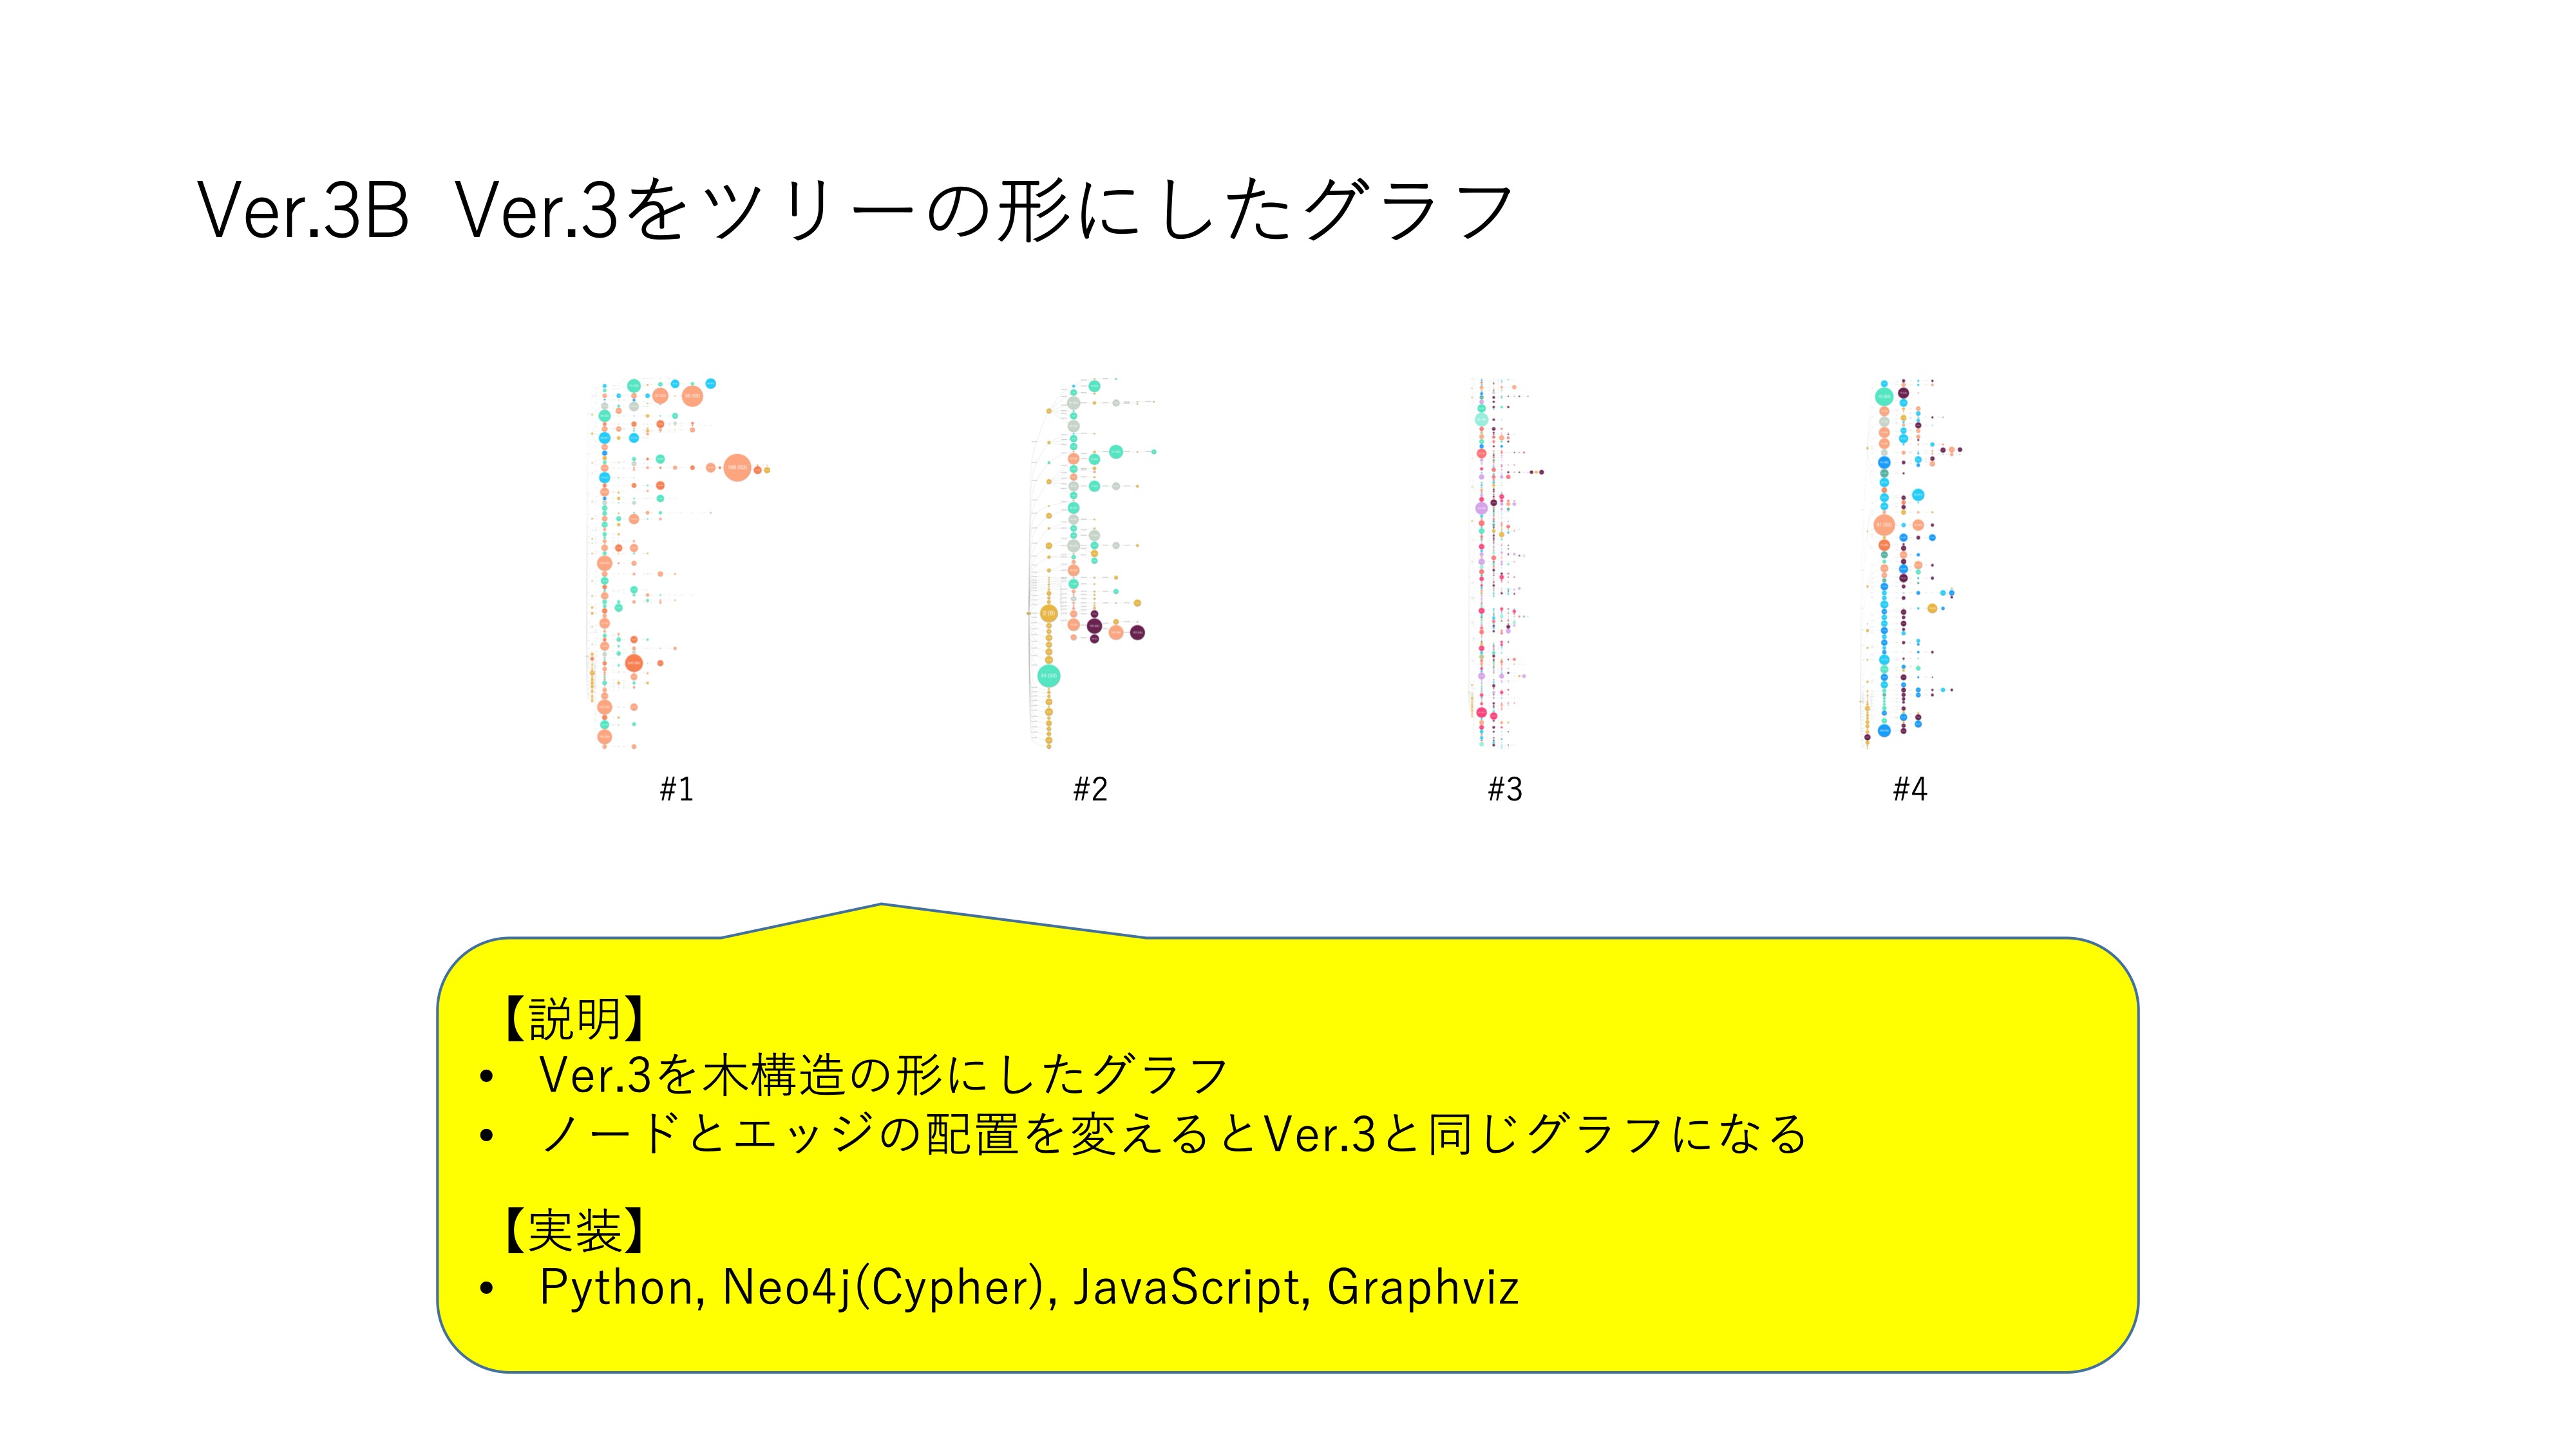 Ver.3B Ver.3をツリーの形にしたグラフ
#1
#2
#3
#4
【説明】
• Ver.3を木構造の形にしたグラフ
• ノードとエッジの配置を変えるとVer.3と同じグラフになる
【実装】
• Python, Neo4j(Cypher), JavaScript, Graphviz